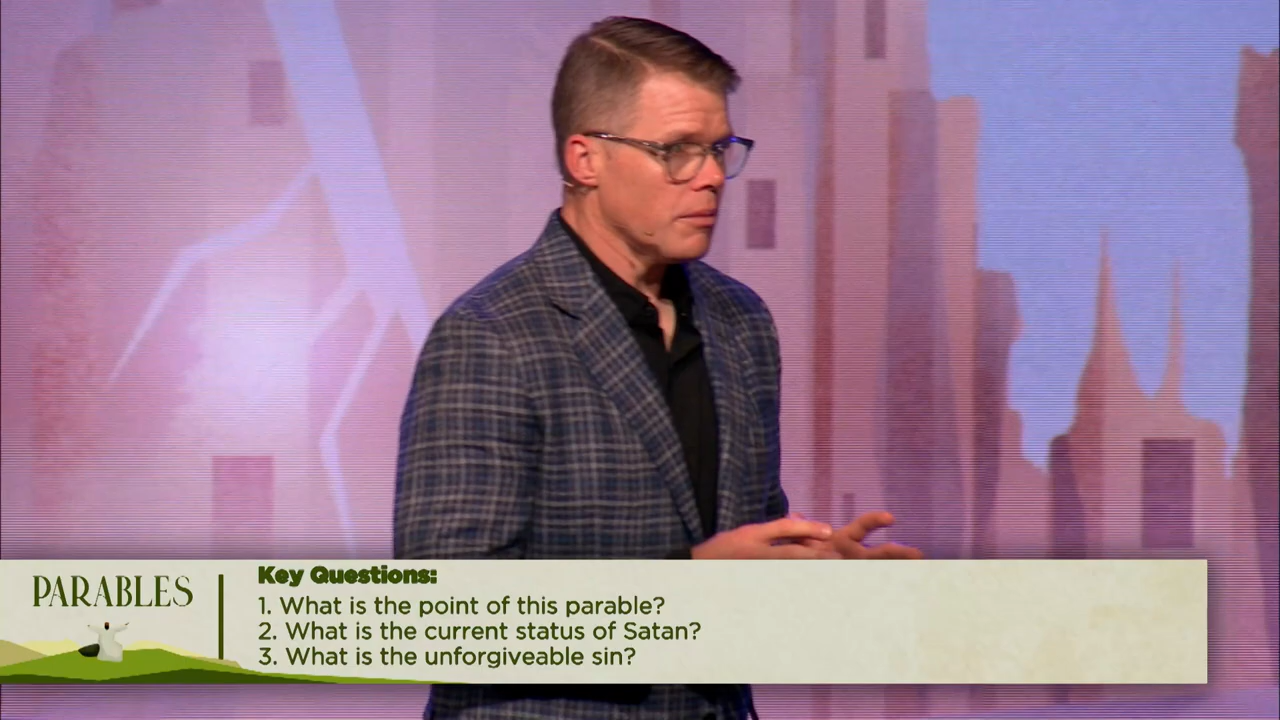 PARABLES
Key Questions:
1. What is the point of this parable?
2. What is the current status of Satan?
3. What is the unforgiveable sin?